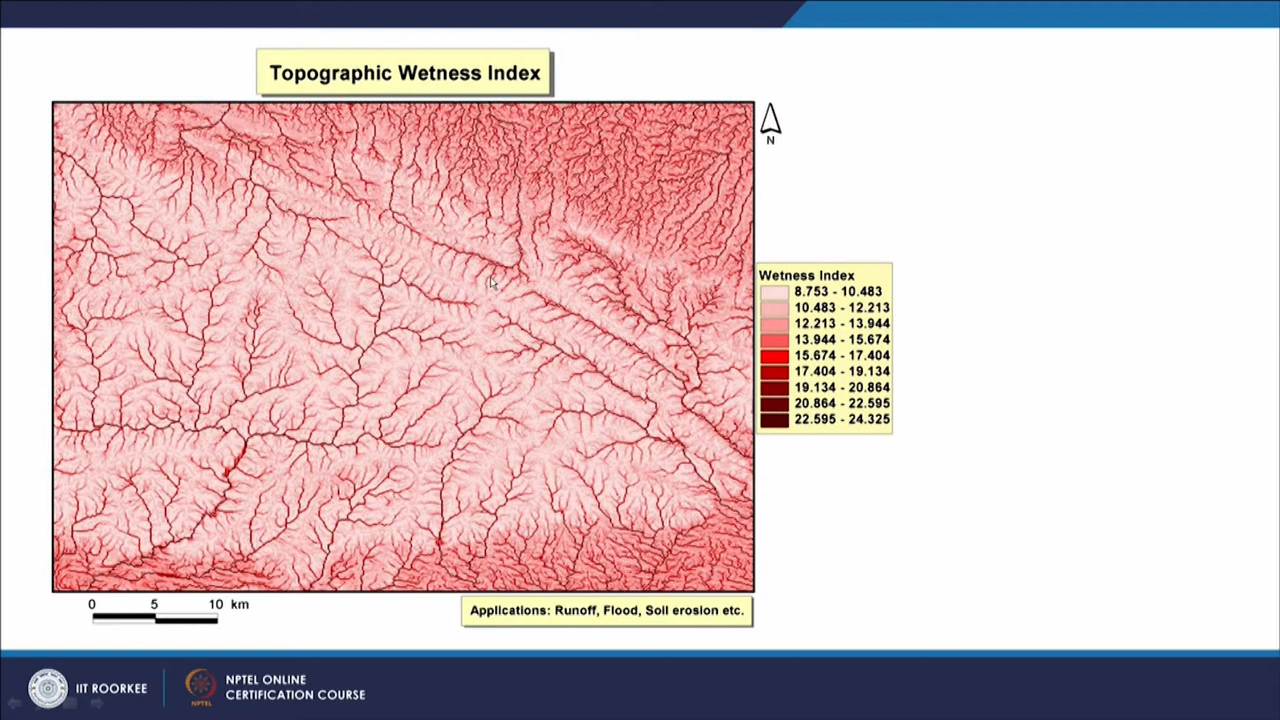 Topographic Wetness Index
N
Wetness Index
8.753 - 10.483
10.483 - 12.213
12.213 - 13.944
13.944 - 15.674
15.674 - 17.404
17.404 - 19.134
19.134 - 20.864
20.864 - 22.595
22.595 - 24.325
0 5 10 km
Applications: Runoff, Flood, Soil erosion etc.
IIT ROORKEE
NPTEL
NPTEL ONLINE
CERTIFICATION COURSE